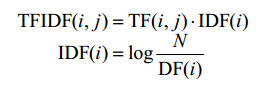 TFIDF(i, j) = TF(i, j) · IDF(i)
IDF(i) = log N / DF(i)